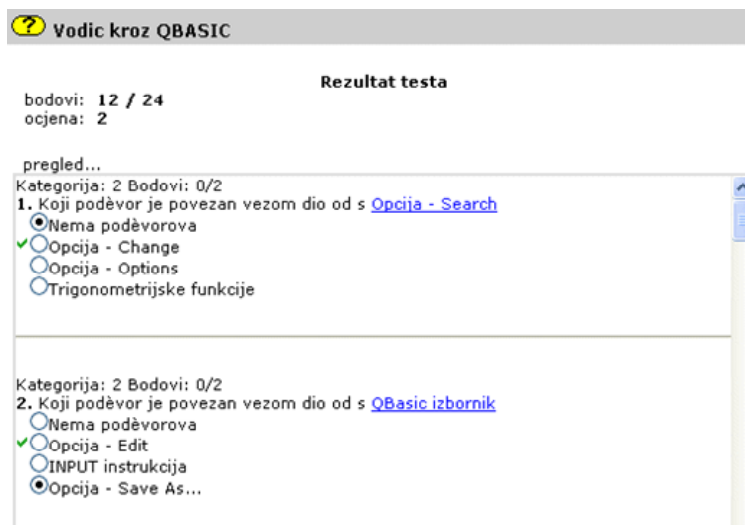 Vodic kroz QBASIC
Rezultat testa
bodovi: 12 / 24
ocjena: 2
pregled...
Kategorija: 2 Bodovi: 0/2
1. Koji podèvor je povezan vezom dio od s Opcija - Search
Nema podèvorova
Opcija - Change
Opcija - Options
Trigonometrijske funkcije
Kategorija: 2 Bodovi: 0/2
2. Koji podèvor je povezan vezom dio od s QBasic izbornik
Nema podèvorova
Opcija - Edit
INPUT instrukcija
Opcija - Save As...